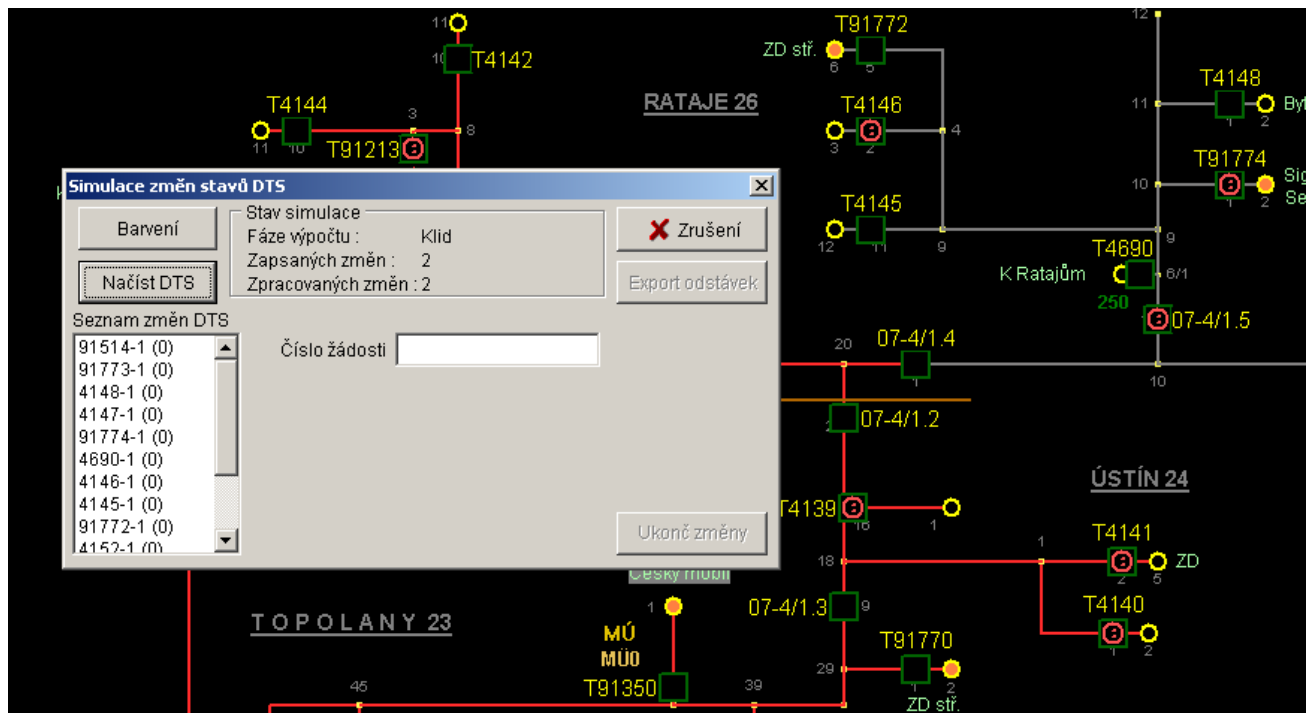 11
10
T4142
T91772
ZD stř.
6
5
12
T4144
3
8
11
10
T91213
RATAJE 26
T4146
3
2
4
11
T4148
1
2
10
T91774
1
2
T4145
12
11
9
9
T4690
K Ratajům
6/1
250
07-4/1.5
Simulace změn stavů DTS
Barvení
Stav simulace
Fáze výpočtu : Klid
Zapsaných změn : 2
Zpracovaných změn : 2
Zrušení
Načíst DTS
Export odstávek
Seznam změn DTS
91514-1 (0)
91773-1 (0)
4148-1 (0)
4147-1 (0)
91774-1 (0)
4690-1 (0)
4146-1 (0)
4145-1 (0)
91772-1 (0)
4152-1 (0)
Číslo žádosti
Ukonč změny
20
07-4/1.4
1
10
07-4/1.2
ÚSTÍN 24
T4139
16
1
18
1
T4141
2
5
ZD
T4140
1
2
Český mobil
TOPOLANY 23
1
MÚ
MÜ0
07-4/1.3
9
T91770
29
1
2
ZD stř.
45
T91350
39